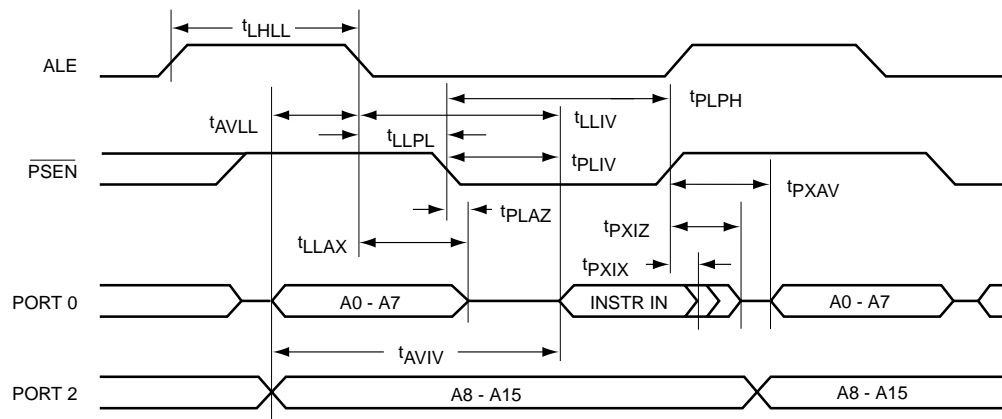 tLHLL
ALE
tAVLL
tLLPL
tLLIV
tPLPH
PSEN
tPLIV
tPXAV
tPLAZ
tLLAX
tPXIZ
tPXIX
PORT 0
A0 - A7
INSTR IN
A0 - A7
tAVIV
PORT 2
A8 - A15
A8 - A15